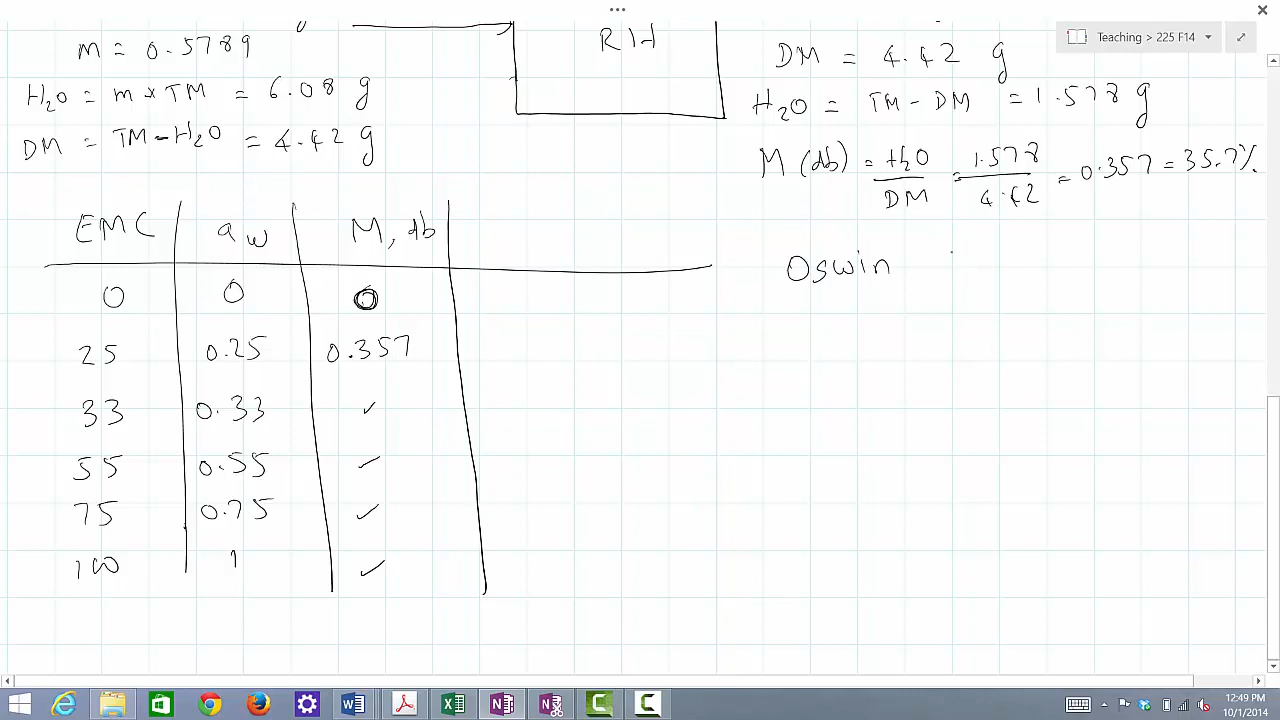 Teaching > 225 F14
m = 0.5789
H2O = m × TM = 6.08 g
DM = TM - H2O = 4.42 g
RH
DM = 4.42 g
H2O = TM - DM = 1.578 g
M (db) = H2O/DM = 1.578/4.42 = 0.357 = 35.7%
EMC aw M, db
0 0 0
25 0.25 0.357
33 0.33 ✓
55 0.55 ✓
75 0.75 ✓
100 1 ✓
Oswin
12:49 PM
10/1/2014